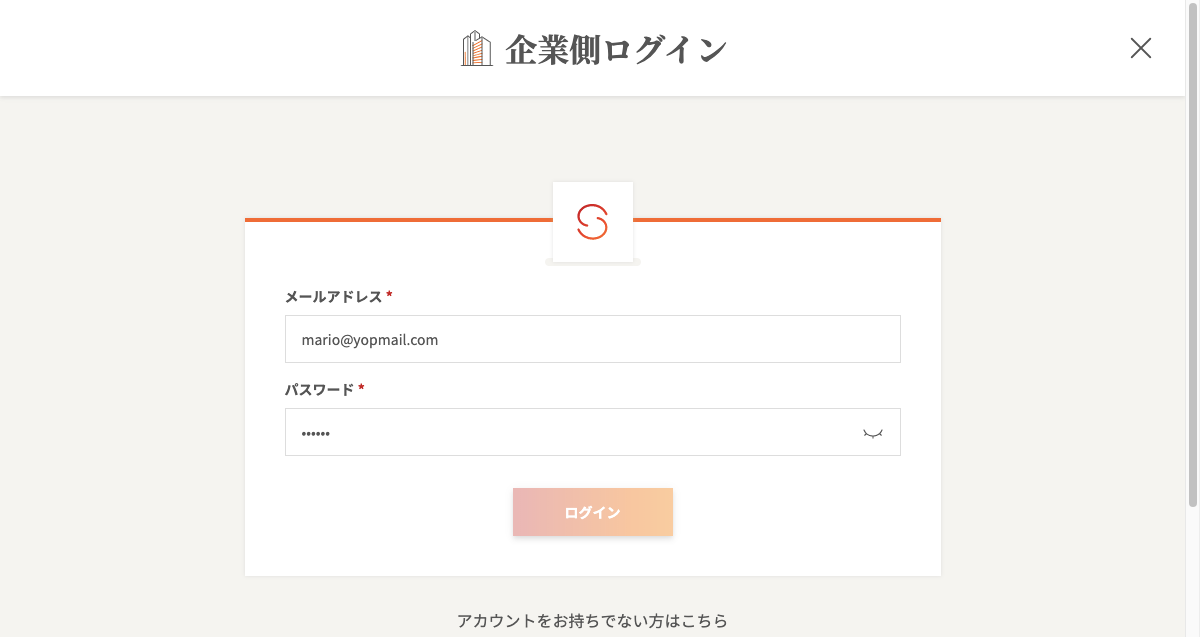 企業側ログイン
メールアドレス *
mario@yopmail.com
パスワード *
••••••
ログイン
アカウントをお持ちでない方はこちら